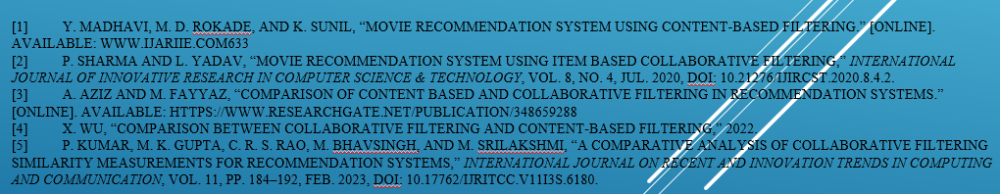 [1] Y. MADHAVI, M. D. ROKADE, AND K. SUNIL, “MOVIE RECOMMENDATION SYSTEM USING CONTENT-BASED FILTERING.” [ONLINE].
AVAILABLE: WWW.IJARIIE.COM633
[2] P. SHARMA AND L. YADAV, “MOVIE RECOMMENDATION SYSTEM USING ITEM BASED COLLABORATIVE FILTERING,” INTERNATIONAL
JOURNAL OF INNOVATIVE RESEARCH IN COMPUTER SCIENCE & TECHNOLOGY, VOL. 8, NO. 4, JUL. 2020, DOI: 10.21276/IJIRCST.2020.8.4.2.
[3] A. AZIZ AND M. FAYYAZ, “COMPARISON OF CONTENT BASED AND COLLABORATIVE FILTERING IN RECOMMENDATION SYSTEMS.”
[ONLINE]. AVAILABLE: HTTPS://WWW.RESEARCHGATE.NET/PUBLICATION/348659288
[4] X. WU, “COMPARISON BETWEEN COLLABORATIVE FILTERING AND CONTENT-BASED FILTERING,” 2022.
[5] P. KUMAR, M. K. GUPTA, C. R. S. RAO, M. BHAVSINGH, AND M. SRILAKSHMI, “A COMPARATIVE ANALYSIS OF COLLABORATIVE FILTERING
SIMILARITY MEASUREMENTS FOR RECOMMENDATION SYSTEMS,” INTERNATIONAL JOURNAL ON RECENT AND INNOVATION TRENDS IN COMPUTING
AND COMMUNICATION, VOL. 11, PP. 184–192, FEB. 2023, DOI: 10.17762/IJRITCC.V11I3S.6180.